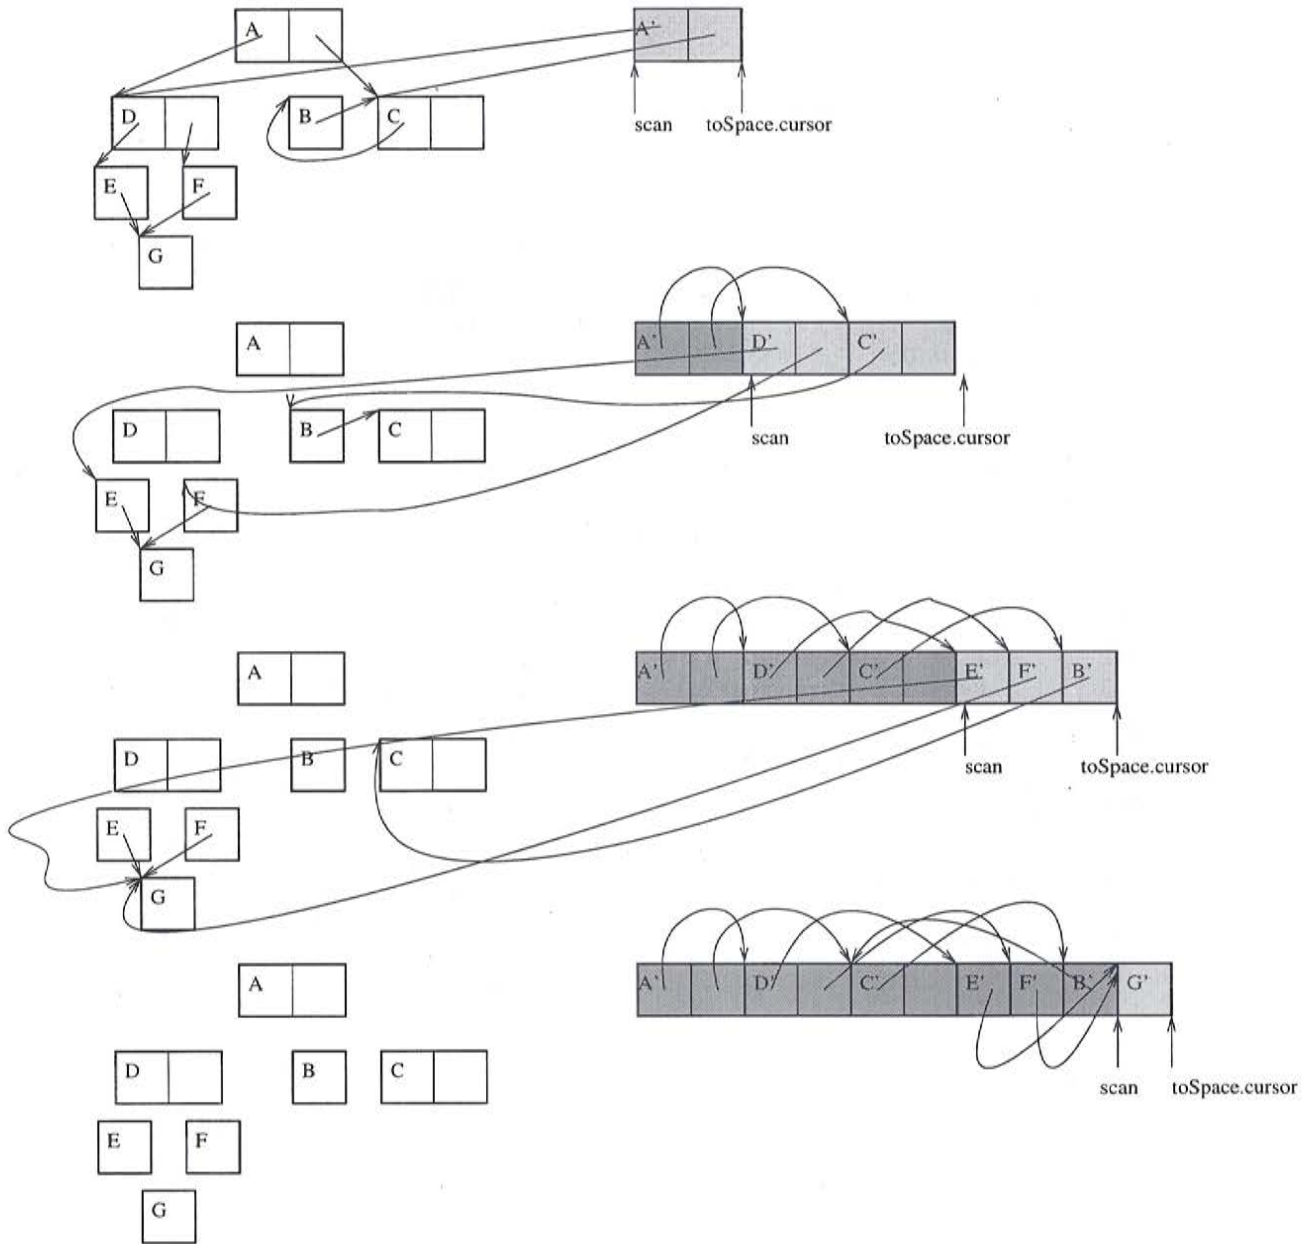 A A'
scan toSpace.cursor
D B C
E F
G
A A' D' C'
D B C scan toSpace.cursor
E F
G
A A' D' C' E' F' B'
D B C scan toSpace.cursor
E F
G
A A' D' C' E' F' B' G'
D B C scan toSpace.cursor
E F
G